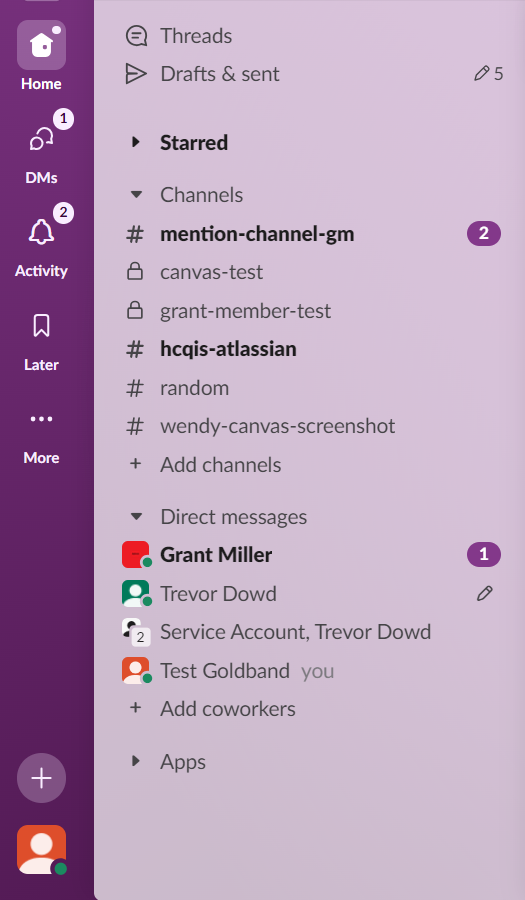 Home
1
DMs
2
Activity
Later
More
Threads
Drafts & sent 5
Starred
Channels
# mention-channel-gm 2
canvas-test
grant-member-test
# hcqis-atlassian
# random
# wendy-canvas-screenshot
+ Add channels
Direct messages
Grant Miller 1
Trevor Dowd
2 Service Account, Trevor Dowd
Test Goldband you
+ Add coworkers
Apps